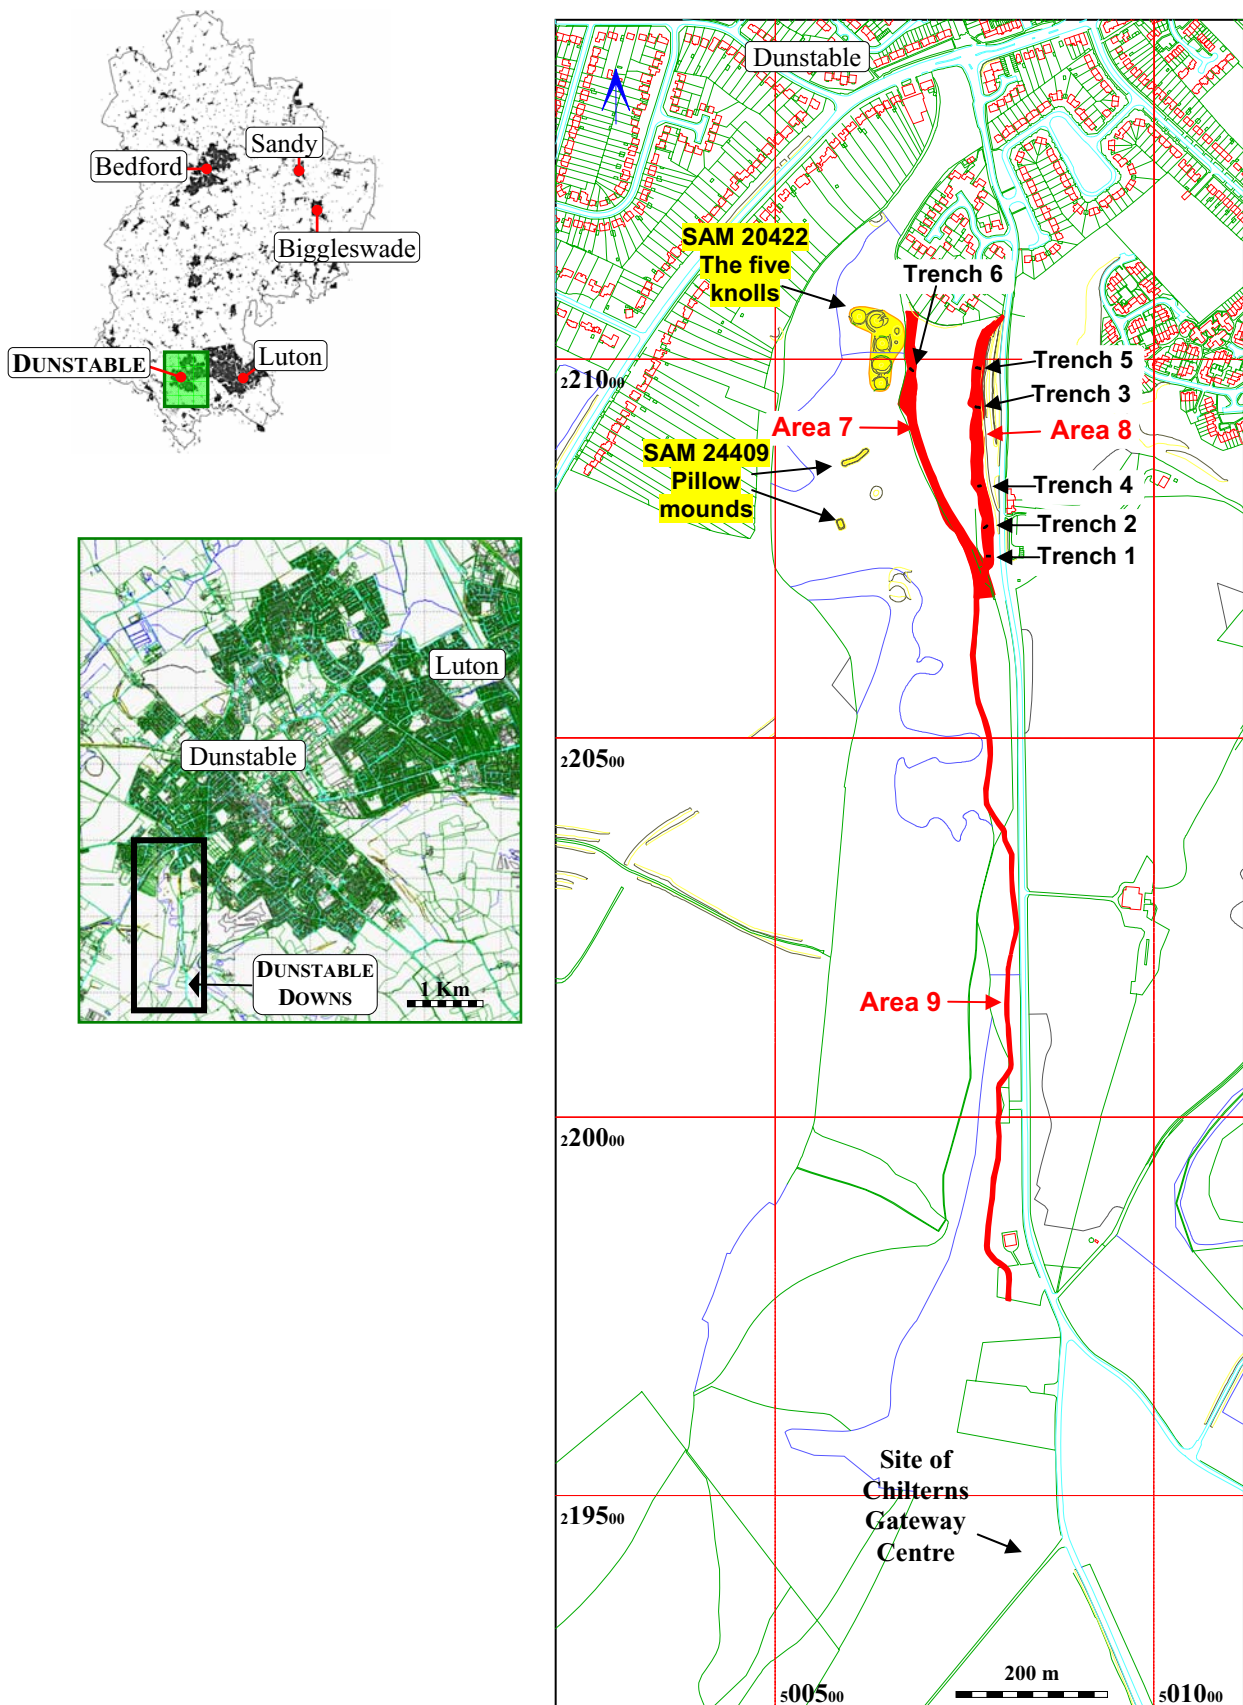 Bedford
Sandy
Biggleswade
DUNSTABLE
Luton
Luton
Dunstable
DUNSTABLE
DOWNS
1 Km
Dunstable
SAM 20422
The five
knolls
Trench 6
Trench 5
Trench 3
Area 7
Area 8
SAM 24409
Pillow
mounds
Trench 4
Trench 2
Trench 1
Area 9
Site of
Chilterns
Gateway
Centre
221000
220500
220000
219500
500500
501000
200 m